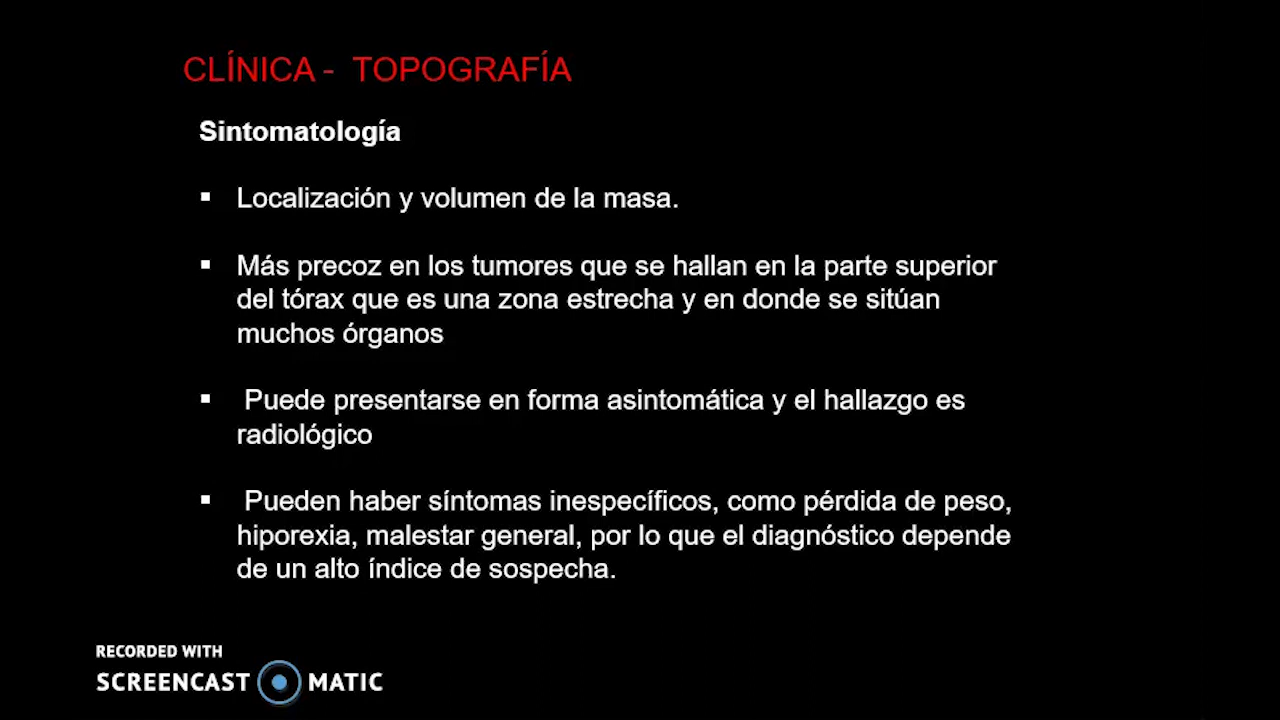 CLÍNICA - TOPOGRAFÍA
Sintomatología
▪ Localización y volumen de la masa.
▪ Más precoz en los tumores que se hallan en la parte superior
del tórax que es una zona estrecha y en donde se sitúan
muchos órganos
▪ Puede presentarse en forma asintomática y el hallazgo es
radiológico
▪ Pueden haber síntomas inespecíficos, como pérdida de peso,
hiporexia, malestar general, por lo que el diagnóstico depende
de un alto índice de sospecha.
RECORDED WITH
SCREENCAST MATIC